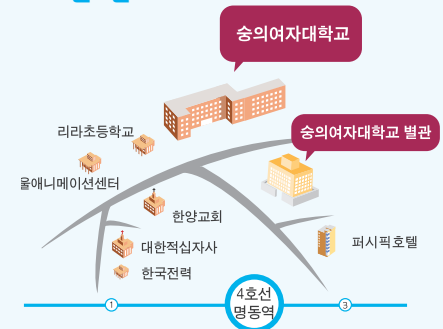 숭의여자대학교
숭의여자대학교 별관
리라초등학교
울애니메이션센터
한양교회
대한적십자사
한국전력
퍼시픽호텔
1
4호선
명동역
3